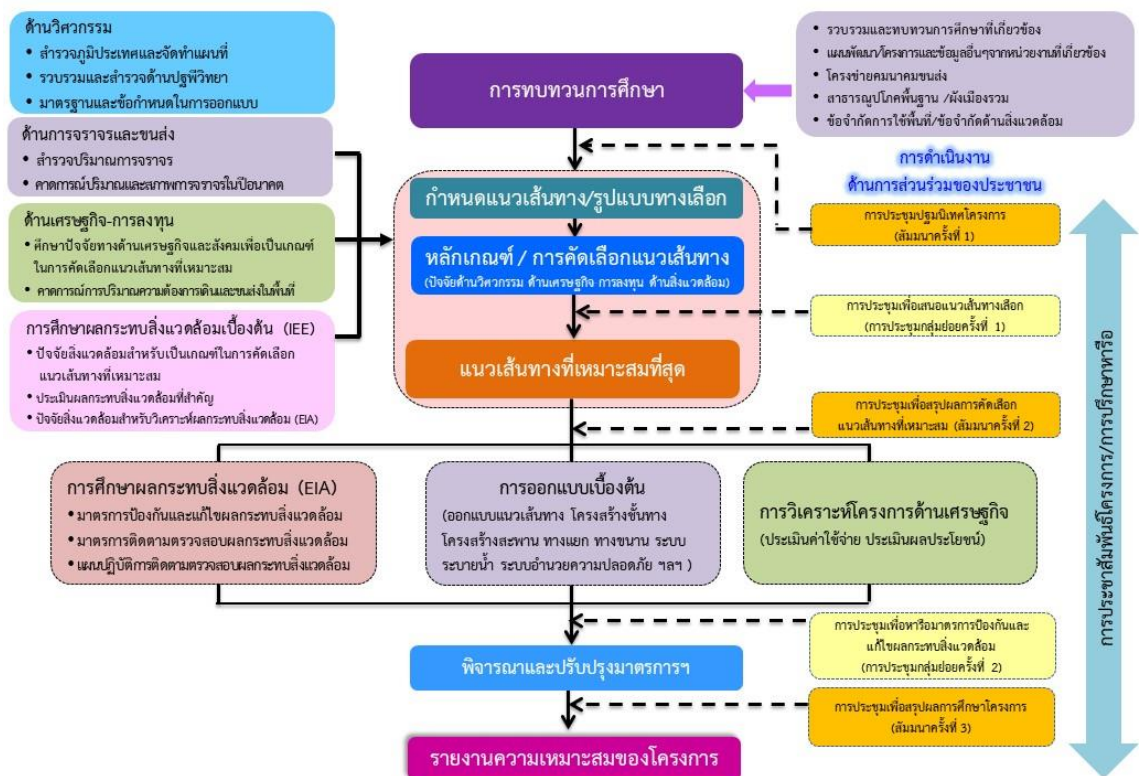 ด้านวิศวกรรม
• สำรวจภูมิประเทศและจัดทำแผนที่
• รวบรวมและสำรวจด้านปฐพีวิทยา
• มาตรฐานและข้อกำหนดในการออกแบบ
ด้านการจราจรและขนส่ง
• สำรวจปริมาณการจราจร
• คาดการณ์ปริมาณและสภาพการจราจรในปีอนาคต
ด้านเศรษฐกิจ-การลงทุน
• ศึกษาปัจจัยทางด้านเศรษฐกิจและสังคมเพื่อเป็นเกณฑ์
ในการคัดเลือกแนวเส้นทางที่เหมาะสม
• คาดการณ์การปริมาณความต้องการเดินและขนส่งในพื้นที่
การศึกษาผลกระทบสิ่งแวดล้อมเบื้องต้น (IEE)
• ปัจจัยสิ่งแวดล้อมสำหรับเป็นเกณฑ์ในการคัดเลือก
แนวเส้นทางที่เหมาะสม
• ประเมินผลกระทบสิ่งแวดล้อมที่สำคัญ
• ปัจจัยสิ่งแวดล้อมสำหรับวิเคราะห์ผลกระทบสิ่งแวดล้อม (EIA)
การทบทวนการศึกษา
• รวบรวมและทบทวนการศึกษาที่เกี่ยวข้อง
• แผนพัฒนา/โครงการและข้อมูลอื่นๆจากหน่วยงานที่เกี่ยวข้อง
• โครงข่ายคมนาคมขนส่ง
• สาธารณูปโภคพื้นฐาน /ผังเมืองรวม
• ข้อจำกัดการใช้พื้นที่/ข้อจำกัดด้านสิ่งแวดล้อม
การดำเนินงาน
ด้านการส่วนร่วมของประชาชน
กำหนดแนวเส้นทาง/รูปแบบทางเลือก
หลักเกณฑ์ / การคัดเลือกแนวเส้นทาง
(ปัจจัยด้านวิศวกรรม ด้านเศรษฐกิจ การลงทุน ด้านสิ่งแวดล้อม)
แนวเส้นทางที่เหมาะสมที่สุด
การประชุมปฐมนิเทศโครงการ
(สัมมนาครั้งที่ 1)
การประชุมเพื่อเสนอแนวเส้นทางเลือก
(การประชุมกลุ่มย่อยครั้งที่ 1)
การประชุมเพื่อสรุปผลการคัดเลือก
แนวเส้นทางที่เหมาะสม (สัมมนาครั้งที่ 2)
การประชาสัมพันธ์โครงการ/การปรึกษาหารือ
การศึกษาผลกระทบสิ่งแวดล้อม (EIA)
• มาตรการป้องกันและแก้ไขผลกระทบสิ่งแวดล้อม
• มาตรการติดตามตรวจสอบผลกระทบสิ่งแวดล้อม
• แผนปฏิบัติการติดตามตรวจสอบผลกระทบสิ่งแวดล้อม
การออกแบบเบื้องต้น
(ออกแบบแนวเส้นทาง โครงสร้างชั้นทาง
โครงสร้างสะพาน ทางแยก ทางขนาน ระบบ
ระบายน้ำ ระบบอำนวยความปลอดภัย ฯลฯ )
การวิเคราะห์โครงการด้านเศรษฐกิจ
(ประเมินค่าใช้จ่าย ประเมินผลประโยชน์)
การประชุมเพื่อหารือมาตรการป้องกันและ
แก้ไขผลกระทบสิ่งแวดล้อม
(การประชุมกลุ่มย่อยครั้งที่ 2)
พิจารณาและปรับปรุงมาตรการฯ
การประชุมเพื่อสรุปผลการศึกษาโครงการ
(สัมมนาครั้งที่ 3)
รายงานความเหมาะสมของโครงการ